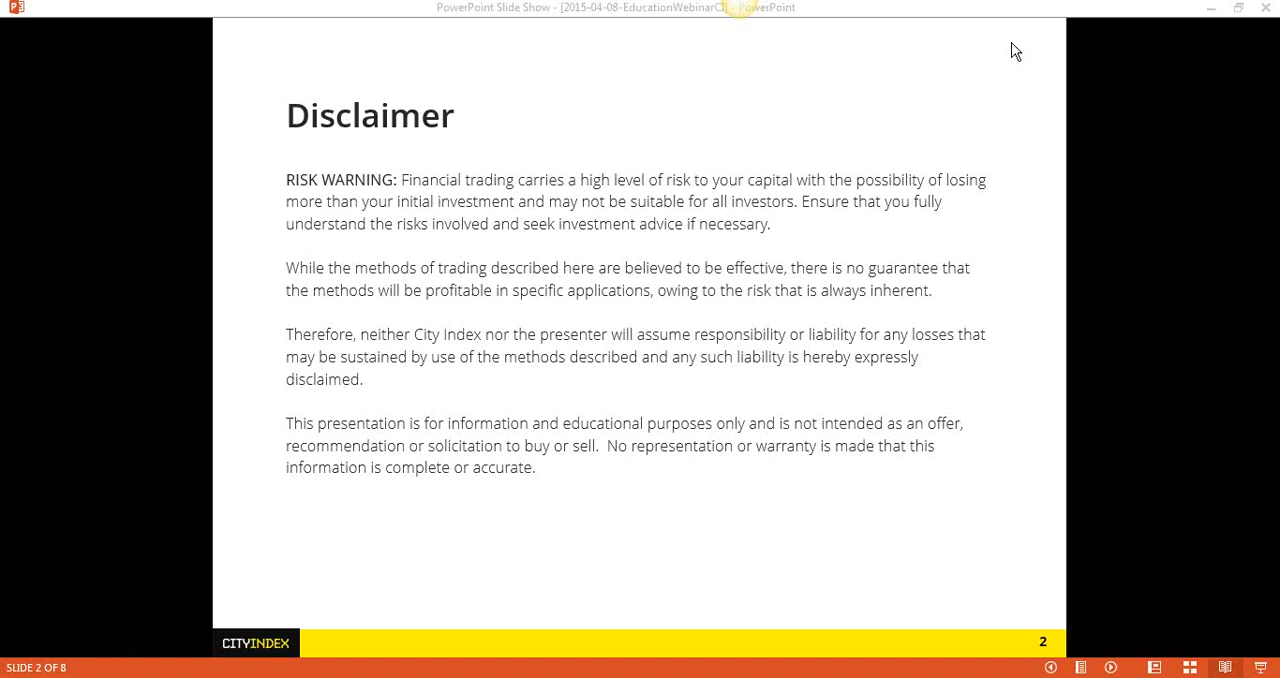 PowerPoint Slide Show - [2015-04-08-EducationWebinarCI] - PowerPoint
Disclaimer
RISK WARNING: Financial trading carries a high level of risk to your capital with the possibility of losing
more than your initial investment and may not be suitable for all investors. Ensure that you fully
understand the risks involved and seek investment advice if necessary.
While the methods of trading described here are believed to be effective, there is no guarantee that
the methods will be profitable in specific applications, owing to the risk that is always inherent.
Therefore, neither City Index nor the presenter will assume responsibility or liability for any losses that
may be sustained by use of the methods described and any such liability is hereby expressly
disclaimed.
This presentation is for information and educational purposes only and is not intended as an offer,
recommendation or solicitation to buy or sell.  No representation or warranty is made that this
information is complete or accurate.
CITYINDEX
2
SLIDE 2 OF 8